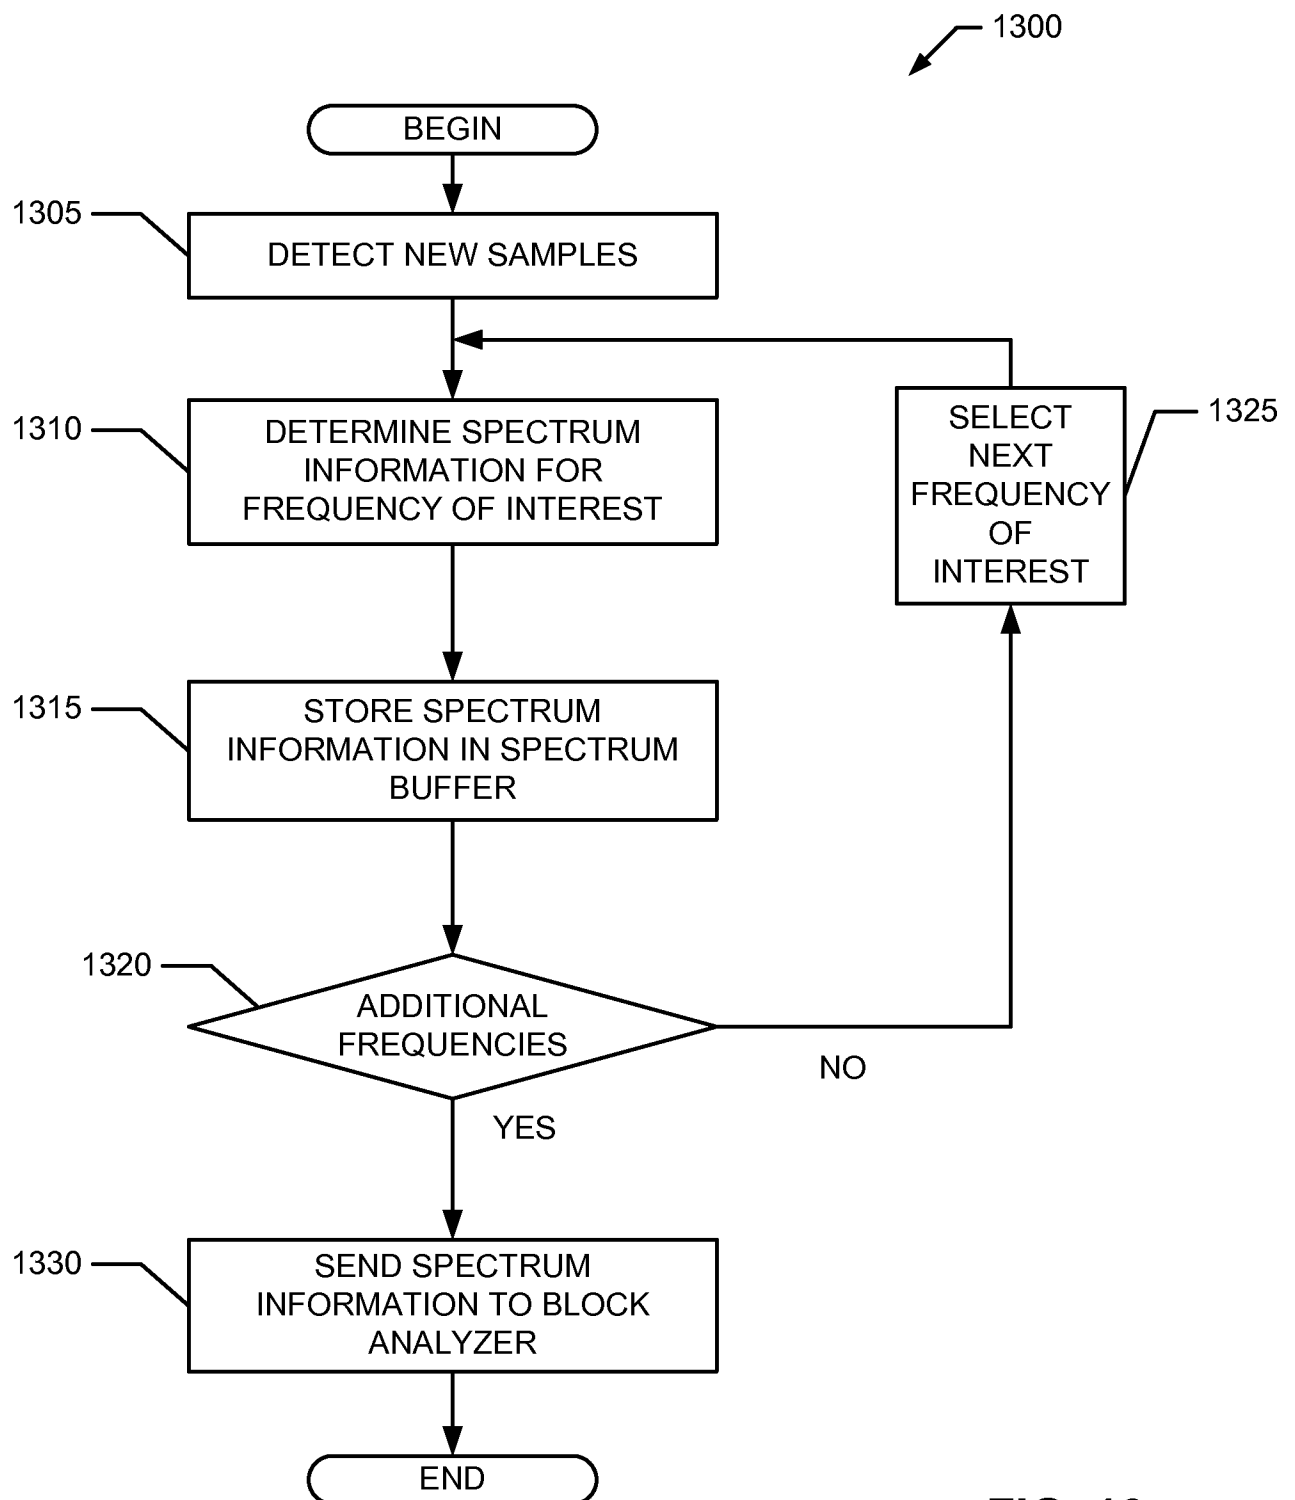 1300
BEGIN
1305
DETECT NEW SAMPLES
1310
DETERMINE SPECTRUM
INFORMATION FOR
FREQUENCY OF INTEREST
SELECT
NEXT
FREQUENCY
OF
INTEREST
1325
1315
STORE SPECTRUM
INFORMATION IN SPECTRUM
BUFFER
1320
ADDITIONAL
FREQUENCIES
NO
YES
1330
SEND SPECTRUM
INFORMATION TO BLOCK
ANALYZER
END